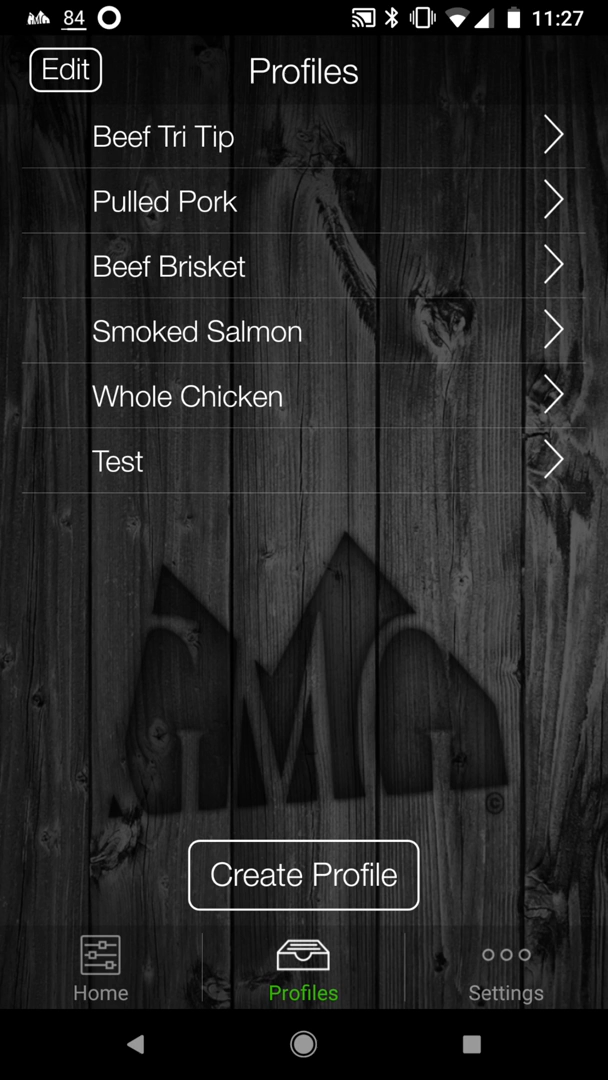 84
11:27
Edit
Profiles
Beef Tri Tip
Pulled Pork
Beef Brisket
Smoked Salmon
Whole Chicken
Test
©
Create Profile
Home
Profiles
Settings